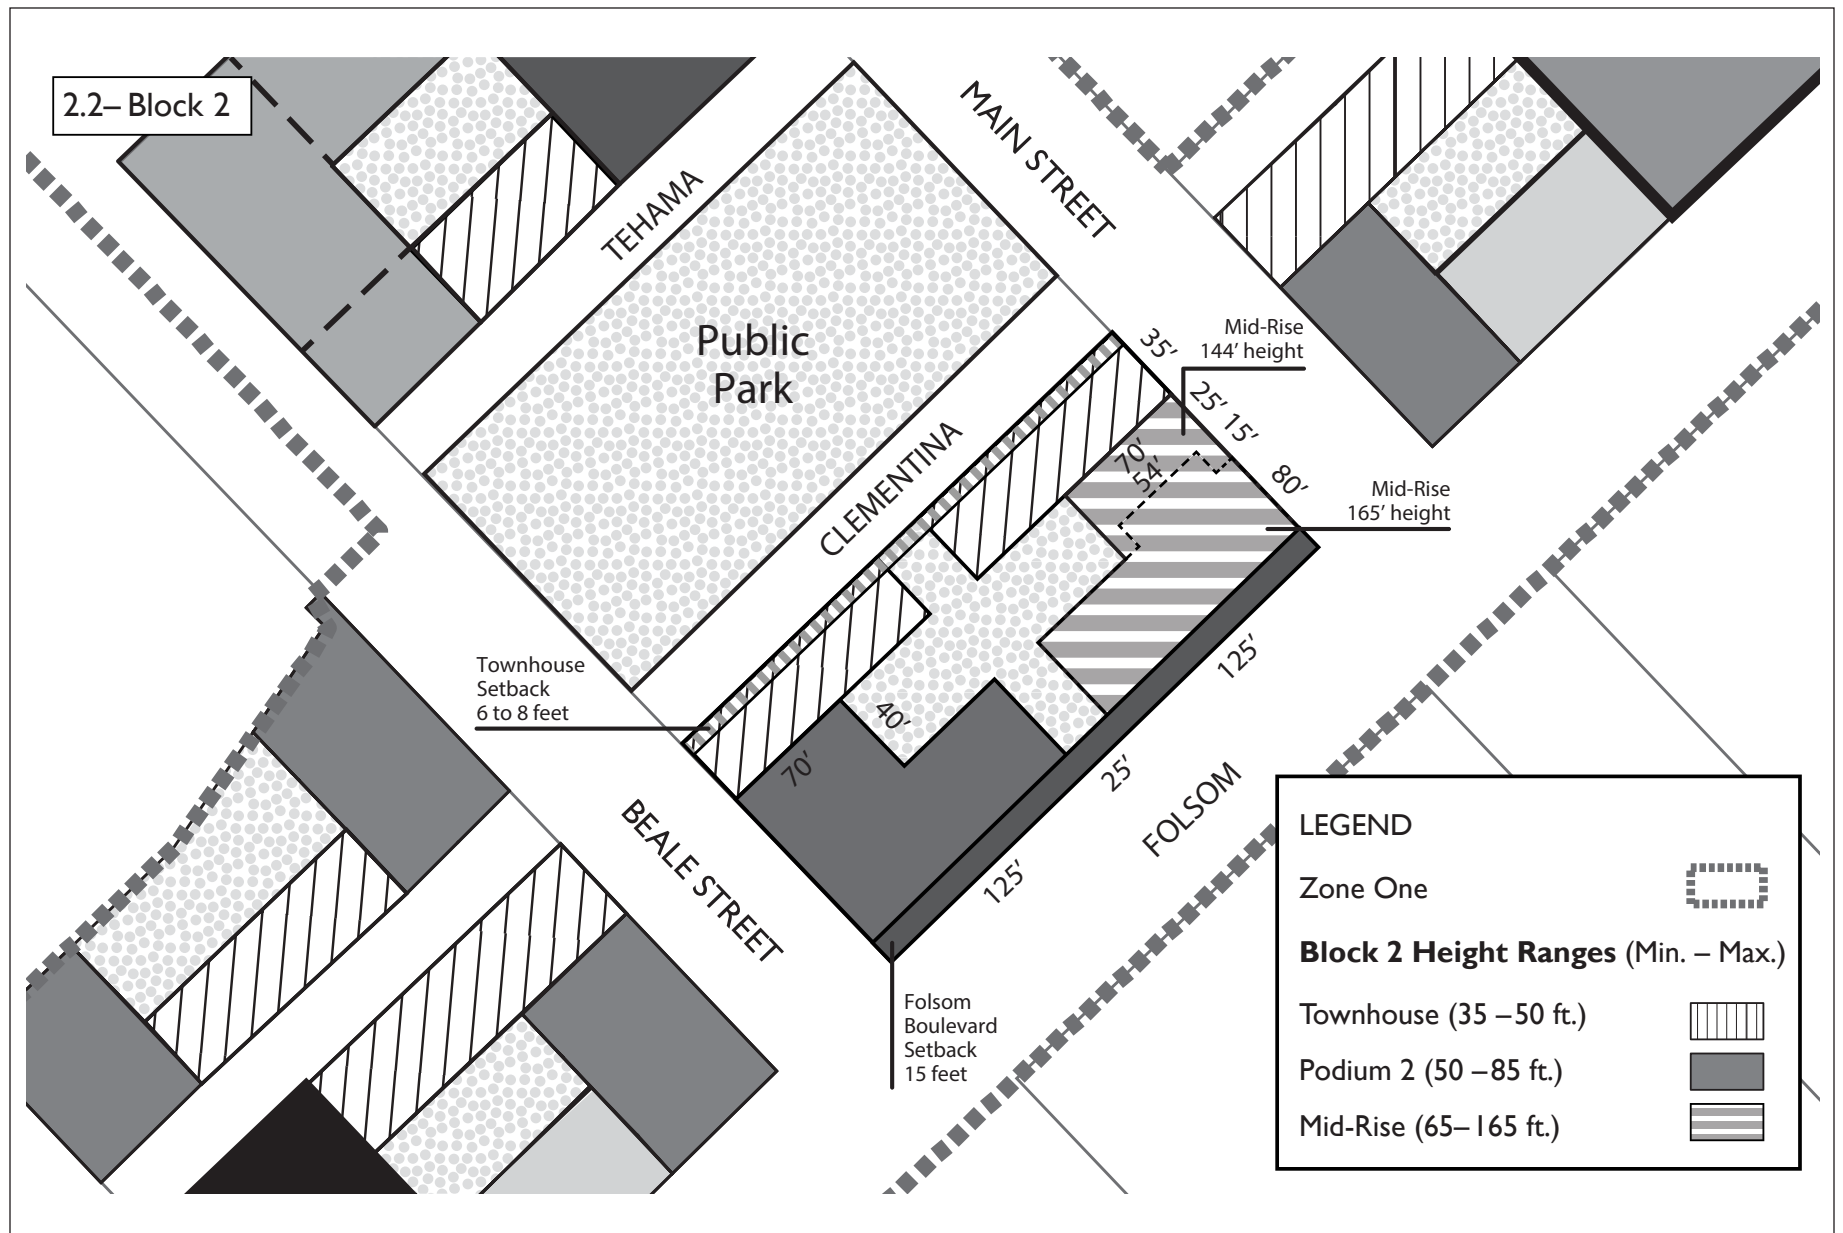 2.2– Block 2
MAIN STREET
TEHAMA
Public
Park
35’
Mid-Rise
144’ height
25’ 15’
CLEMENTINA
70’
54’
80’
Mid-Rise
165’ height
Townhouse
Setback
6 to 8 feet
125’
40’
70’
25’
BEALE STREET
FOLSOM
125’
Folsom
Boulevard
Setback
15 feet
LEGEND
Zone One
Block 2 Height Ranges (Min. – Max.)
Townhouse (35 –50 ft.)
Podium 2 (50 –85 ft.)
Mid-Rise (65–165 ft.)